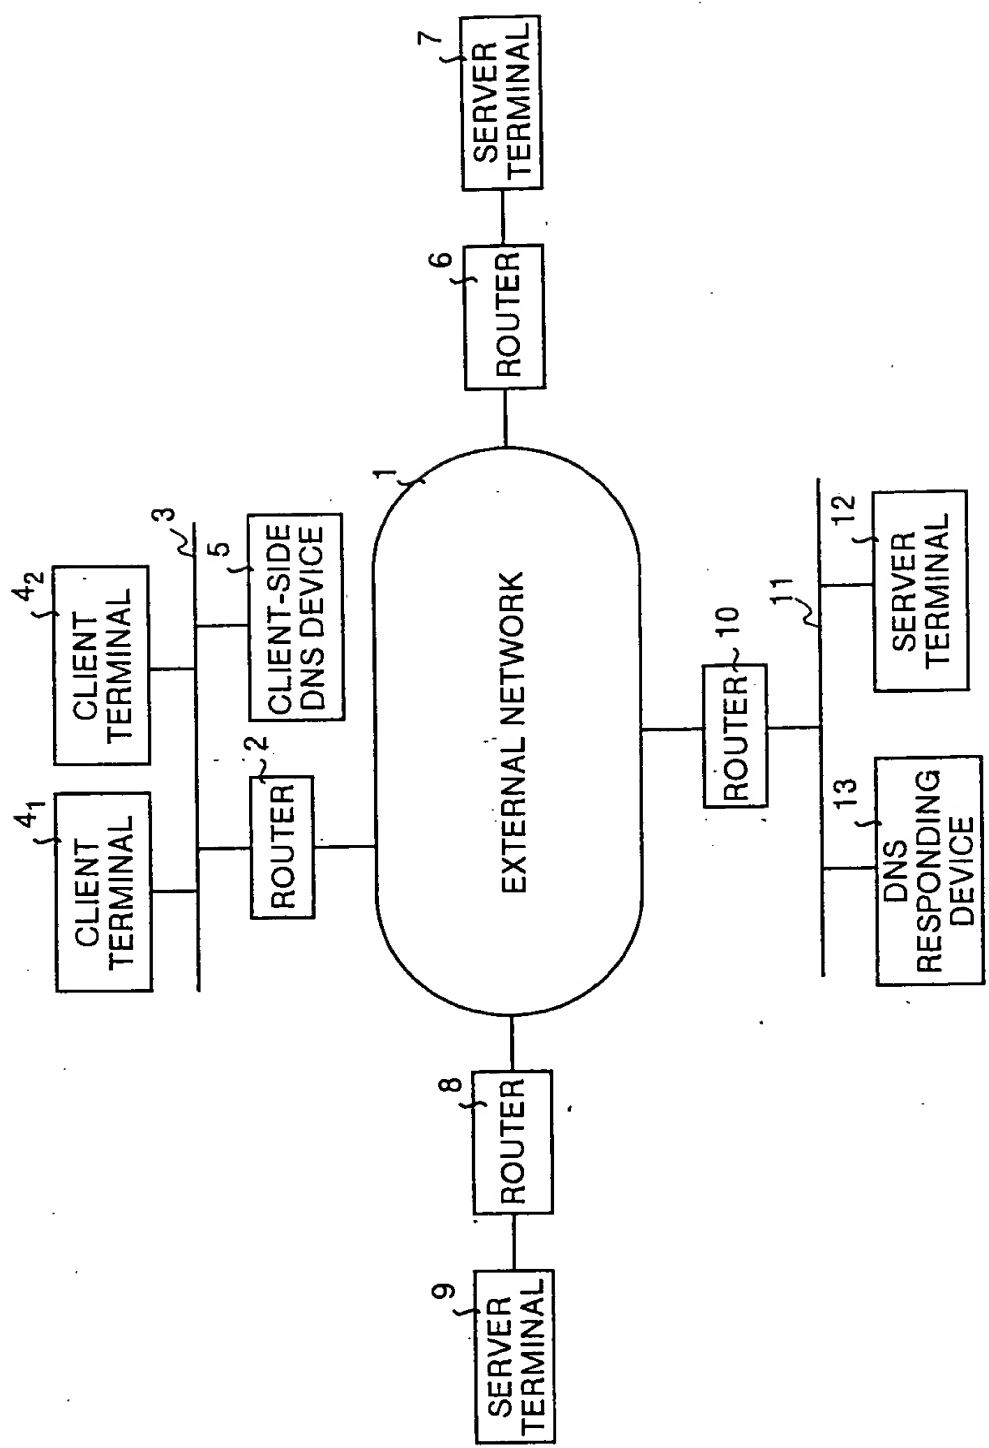 4₁
CLIENT
TERMINAL
4₂
CLIENT
TERMINAL
3
2
ROUTER
5
CLIENT-SIDE
DNS DEVICE
1
EXTERNAL NETWORK
9
SERVER
TERMINAL
8
ROUTER
6
ROUTER
7
SERVER
TERMINAL
10
ROUTER
11
13
DNS
RESPONDING
DEVICE
12
SERVER
TERMINAL